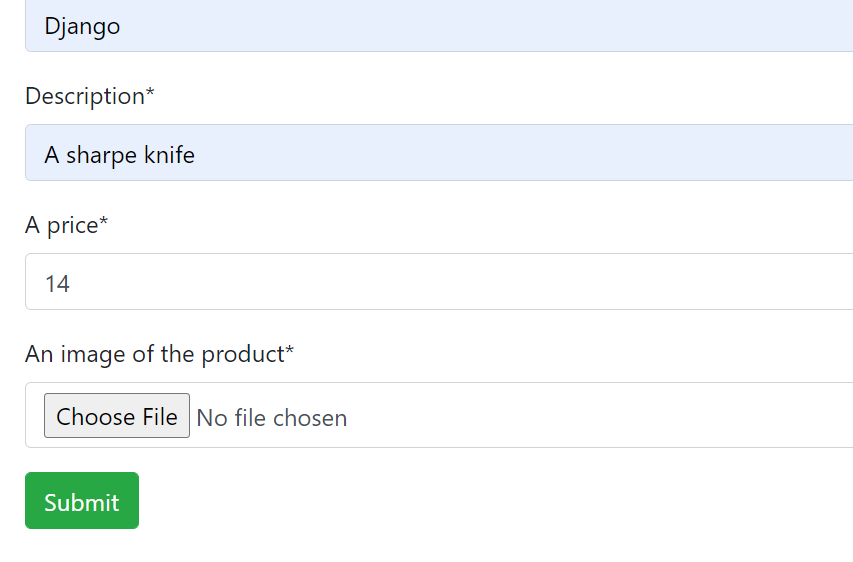 Django
Description*
A sharpe knife
A price*
14
An image of the product*
Choose File No file chosen
Submit